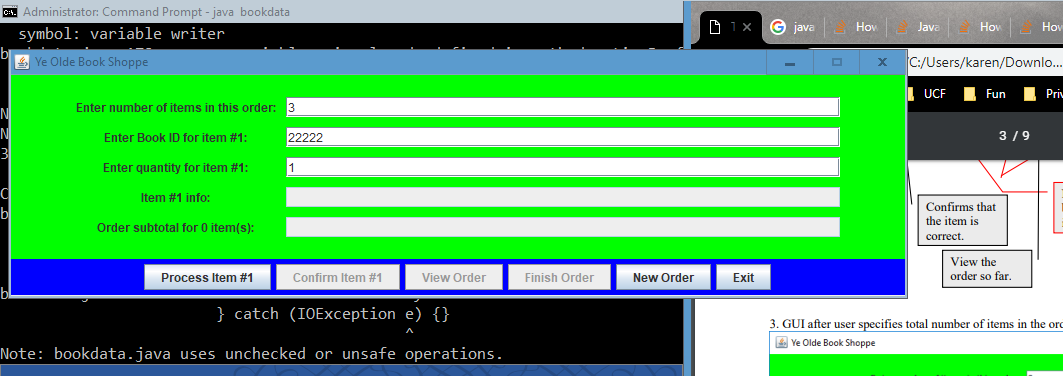 Administrator: Command Prompt - java bookdata
symbol: variable writer
Ye Olde Book Shoppe
Enter number of items in this order:
3
Enter Book ID for item #1:
22222
Enter quantity for item #1:
1
Item #1 info:
Order subtotal for 0 item(s):
Process Item #1
Confirm Item #1
View Order
Finish Order
New Order
Exit
} catch (IOException e) {}
^
Note: bookdata.java uses unchecked or unsafe operations.
java
How
Java
How
How
C:/Users/karen/Downlo...
UCF
Fun
3 / 9
Confirms that
the item is
correct.
View the
order so far.
3. GUI after user specifies total number of items in the
Ye Olde Book Shoppe